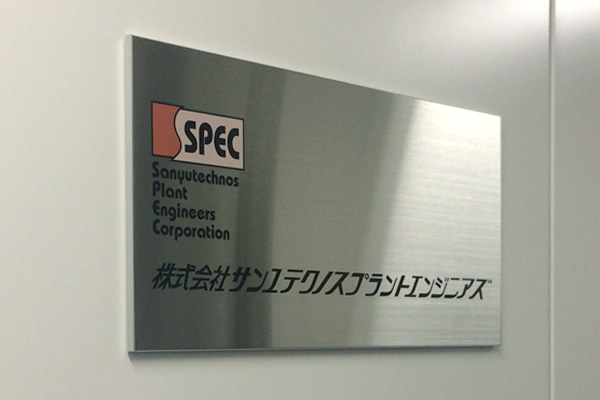 SPEC
Sanyutechnos
Plant
Engineers
Corporation
株式会社サンユテクノスプラントエンジニアズ